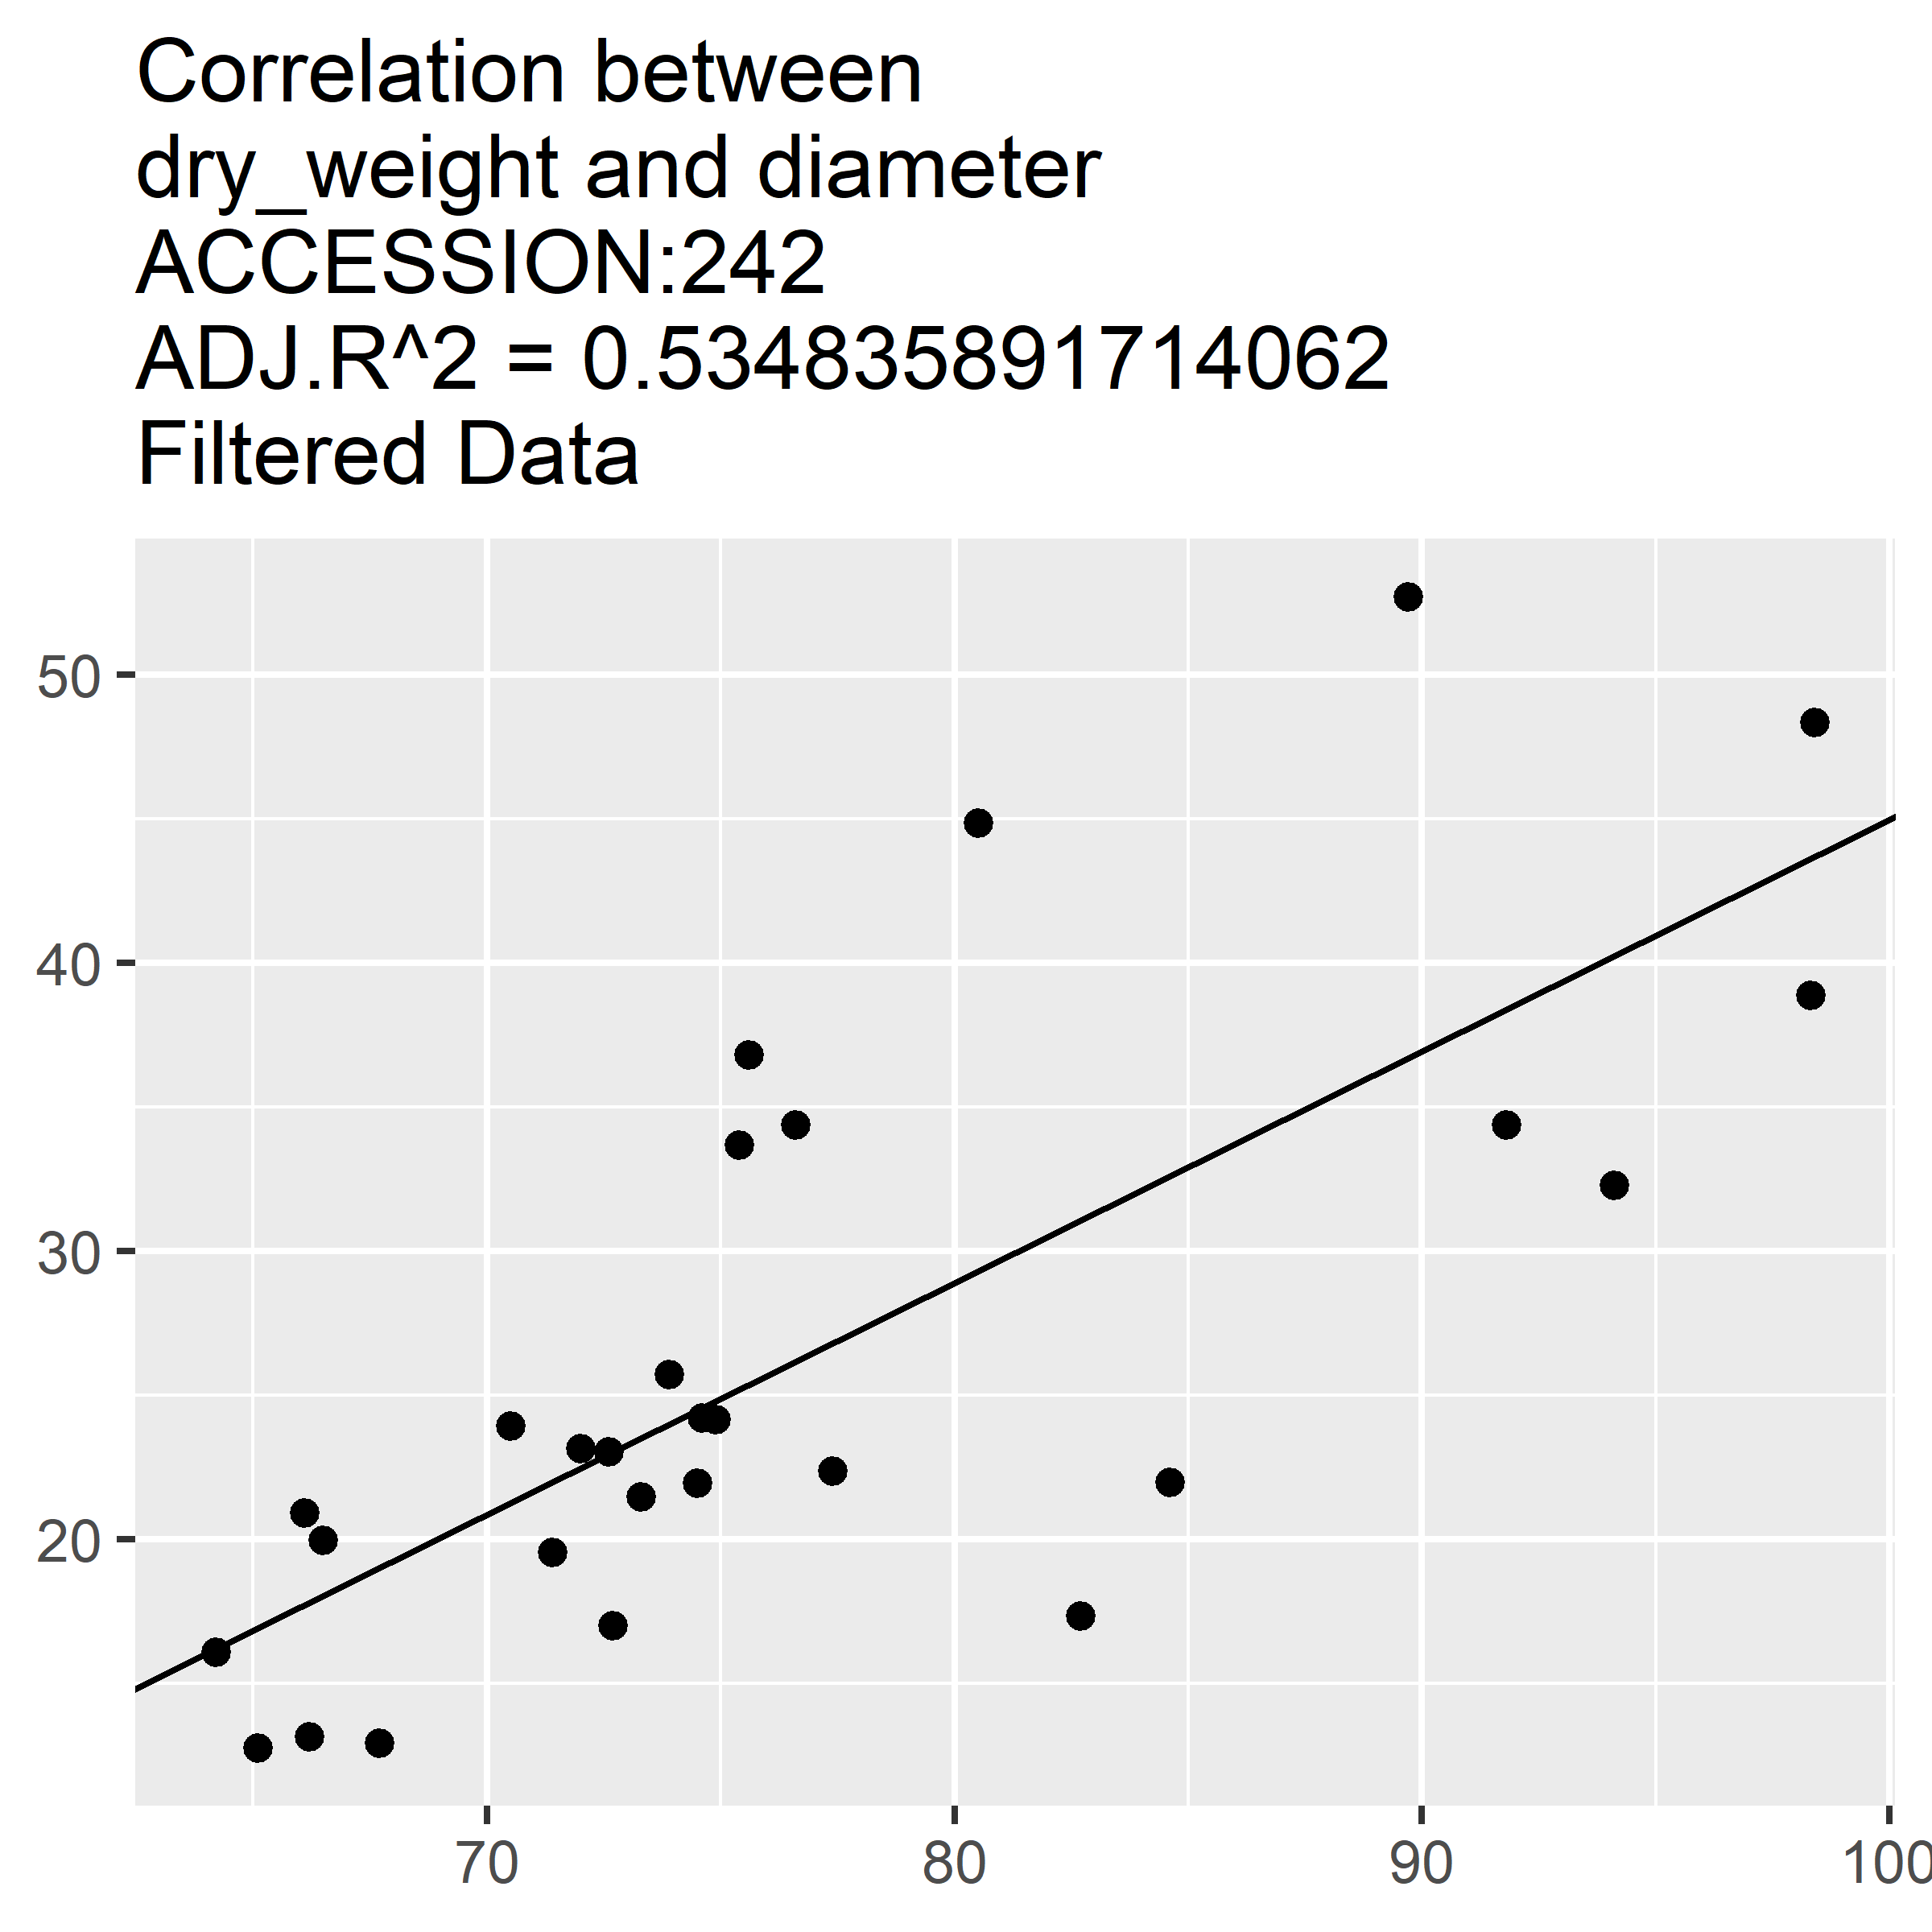 Correlation between
dry_weight and diameter
ACCESSION:242
ADJ.R^2 = 0.534835891714062
Filtered Data
50
40
30
20
70 80 90 100